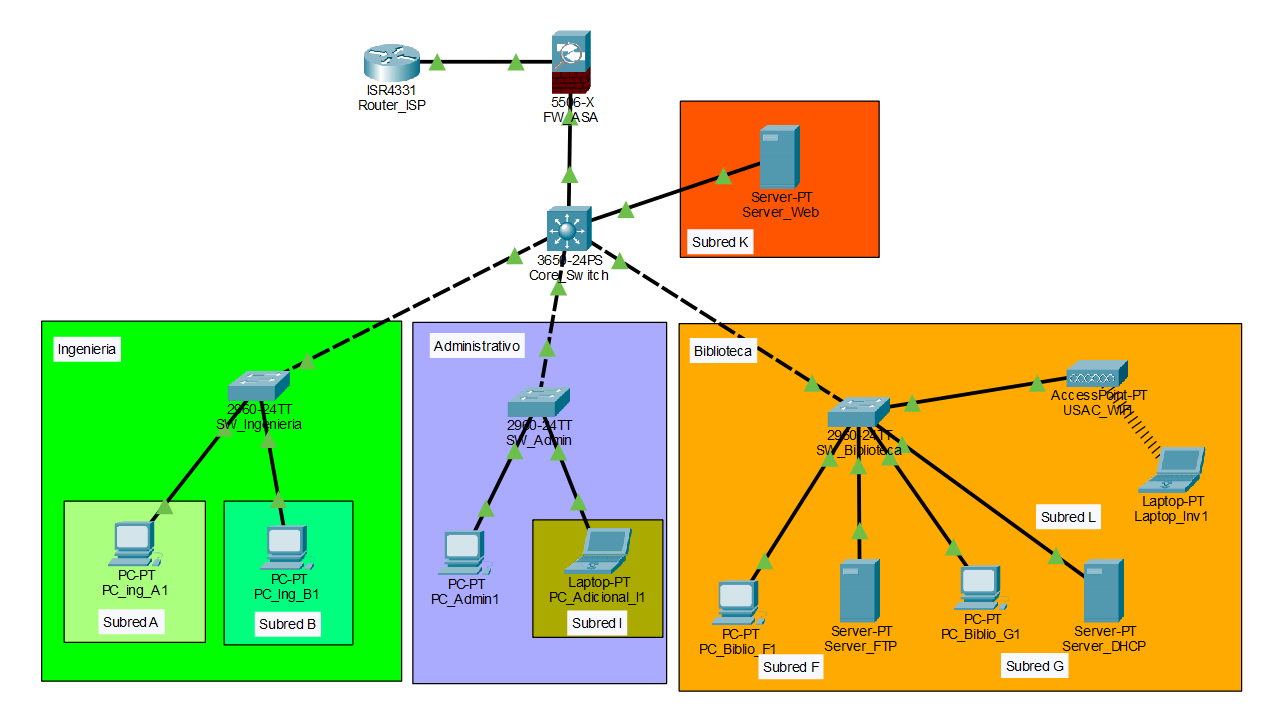 ISR4331
Router_ISP
5506-X
FW_ASA
Server-PT
Server_Web
Subred K
3650-24PS
Core_Switch
Ingenieria
2960-24TT
SW_Ingenieria
PC-PT
PC_ing_A1
Subred A
PC-PT
PC_Ing_B1
Subred B
Administrativo
2960-24TT
SW_Admin
PC-PT
PC_Admin1
Laptop-PT
PC_Adicional_I1
Subred I
Biblioteca
AccessPoint-PT
USAC_WIFI
2960-24TT
SW_Biblioteca
Laptop-PT
Laptop_Inv1
Subred L
PC-PT
PC_Biblio_F1
Server-PT
Server_FTP
Subred F
PC-PT
PC_Biblio_G1
Server-PT
Server_DHCP
Subred G